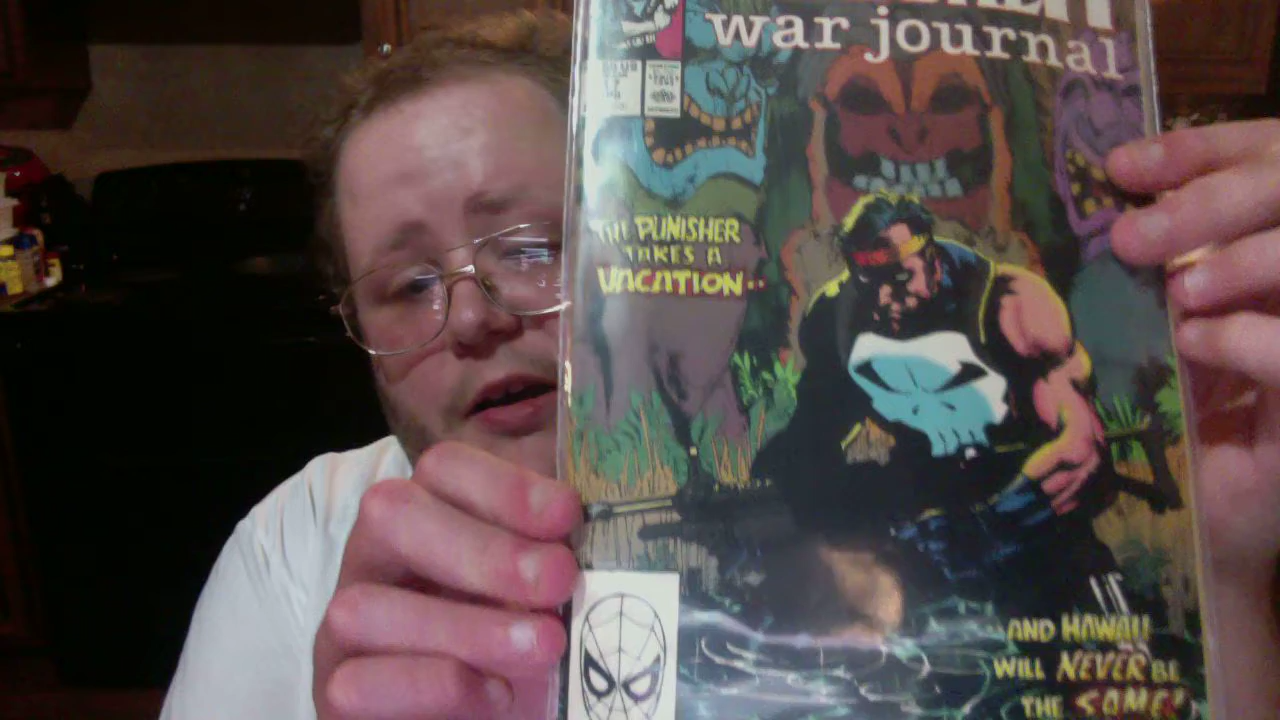 war journal
THE PUNISHER
TAKES A
VACATION..
AND HAWAII
WILL NEVER BE
THE SAME!